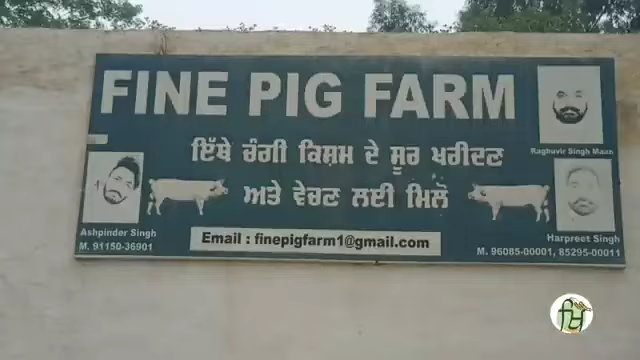 FINE PIG FARM
ਇੱਥੇ ਚੰਗੀ ਕਿਸਮ ਦੇ ਸੂਰ ਖਰੀਦਣ
ਅਤੇ ਵੇਚਣ ਲਈ ਮਿਲੋ
Email : finepigfarm1@gmail.com
Raghuvir Singh Maan
Ashpinder Singh
M. 91150-36901
Harpreet Singh
M. 96085-00001, 85295-00011